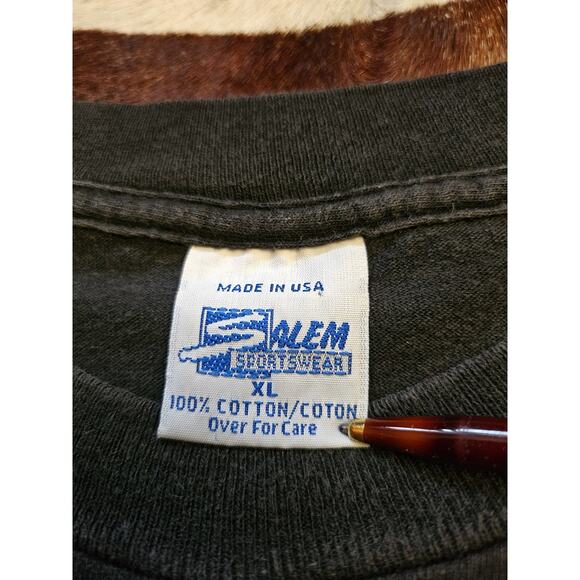 MADE IN USA
SALEM
SPORTSWEAR
XL
100% COTTON/COTON
Over For Care